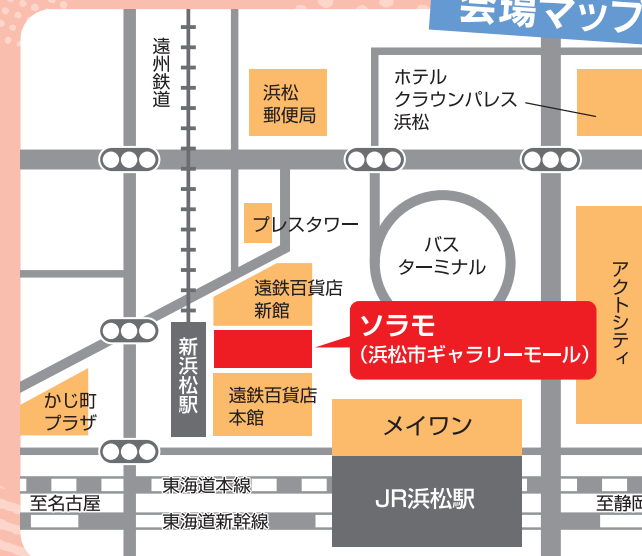 会場マップ
遠州鉄道
浜松
郵便局
ホテル
クラウンパレス
浜松
プレスタワー
バス
ターミナル
アクトシティ
遠鉄百貨店
新館
ソラモ
(浜松市ギャラリーモール)
新浜松駅
かじ町
プラザ
遠鉄百貨店
本館
メイワン
東海道本線
至名古屋
JR浜松駅
至静岡
東海道新幹線